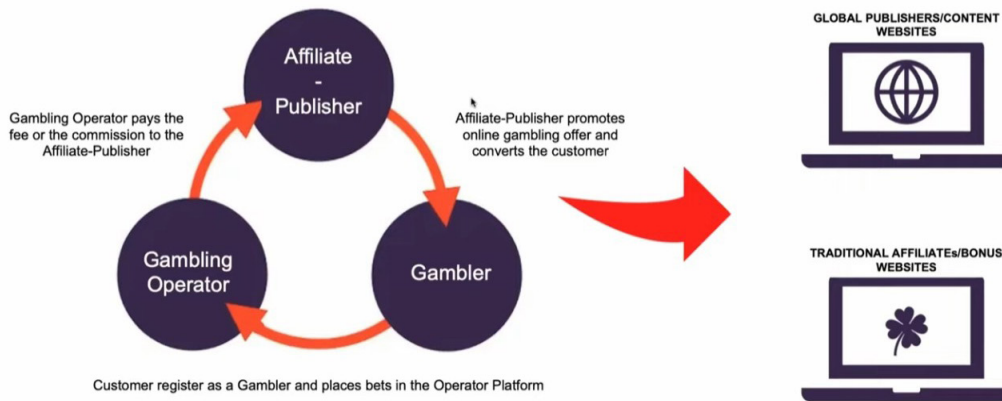 Affiliate
-
Publisher
Gambling Operator pays the
fee or the commission to the
Affiliate-Publisher
Affiliate-Publisher promotes
online gambling offer and
converts the customer
Gambling
Operator
Gambler
Customer register as a Gambler and places bets in the Operator Platform
GLOBAL PUBLISHERS/CONTENT
WEBSITES
TRADITIONAL AFFILIATEs/BONUS
WEBSITES